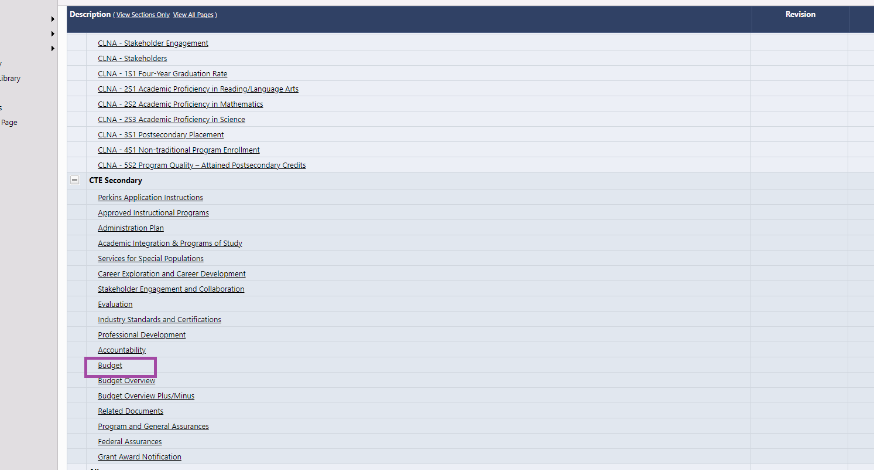 Description ( View Sections Only View All Pages )
Revision
CLNA - Stakeholder Engagement
CLNA - Stakeholders
CLNA - 1S1 Four-Year Graduation Rate
ibrary
CLNA - 2S1 Academic Proficiency in Reading/Language Arts
CLNA - 2S2 Academic Proficiency in Mathematics
s
CLNA - 2S3 Academic Proficiency in Science
Page
CLNA - 3S1 Postsecondary Placement
CLNA - 4S1 Non-traditional Program Enrollment
CLNA - 5S2 Program Quality – Attained Postsecondary Credits
CTE Secondary
Perkins Application Instructions
Approved Instructional Programs
Administration Plan
Academic Integration & Programs of Study
Services for Special Populations
Career Exploration and Career Development
Stakeholder Engagement and Collaboration
Evaluation
Industry Standards and Certifications
Professional Development
Accountability
Budget
Budget Overview
Budget Overview Plus/Minus
Related Documents
Program and General Assurances
Federal Assurances
Grant Award Notification